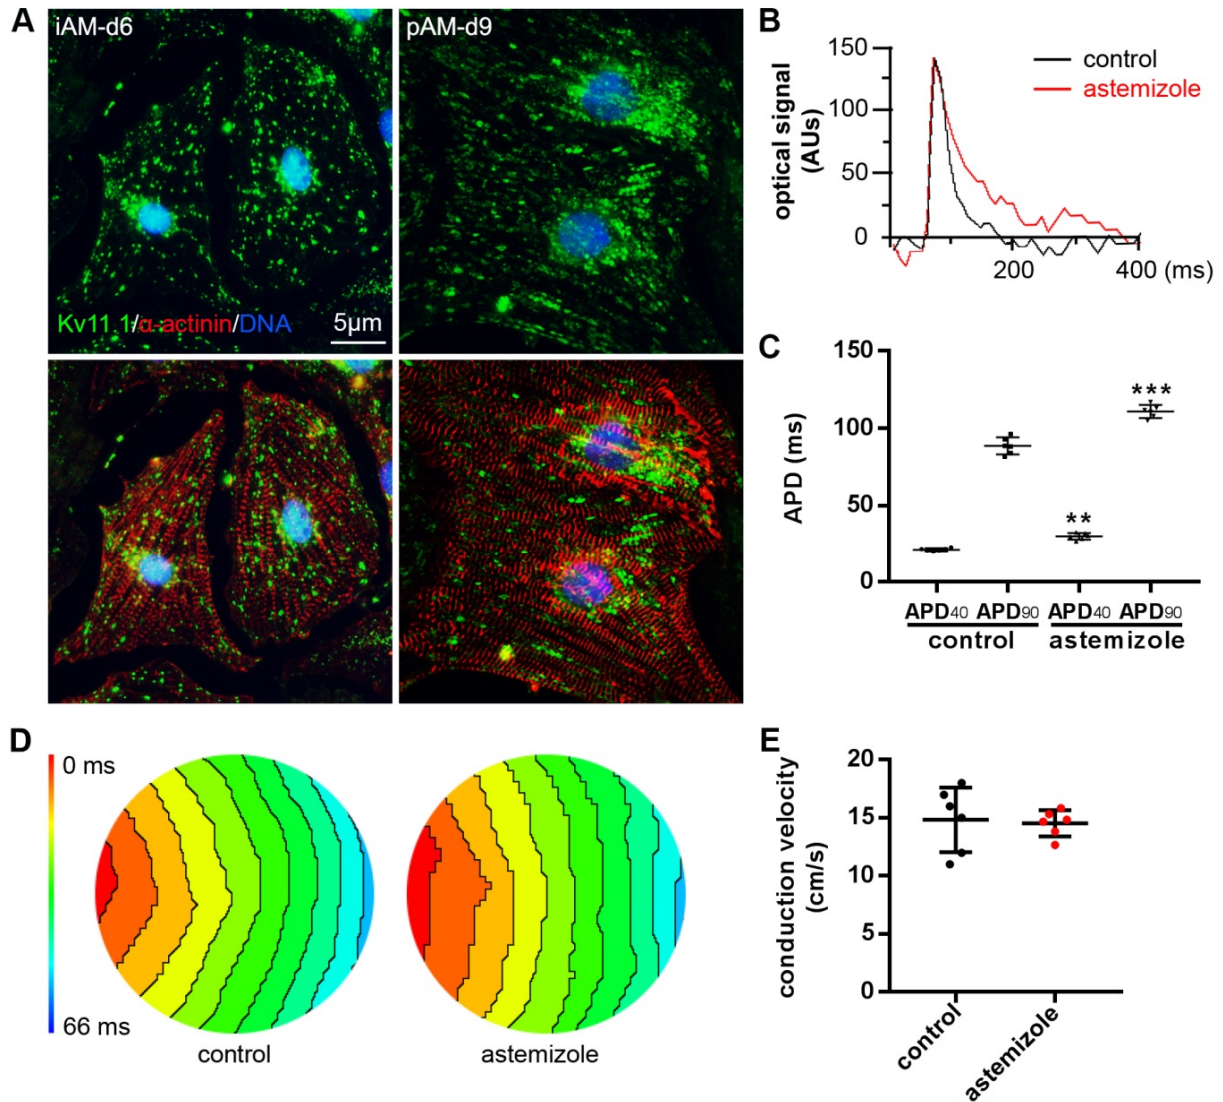 A
iAM-d6
pAM-d9
Kv11.1/α-actinin/DNA
5μm
B
optical signal
(AUs)
150
100
50
0
200
400 (ms)
control
astemizole
C
APD (ms)
150
100
50
0
**
***
APD40 APD90 APD40 APD90
control astemizole
D
0 ms
66 ms
control
astemizole
E
conduction velocity
(cm/s)
20
15
10
5
0
control
astemizole